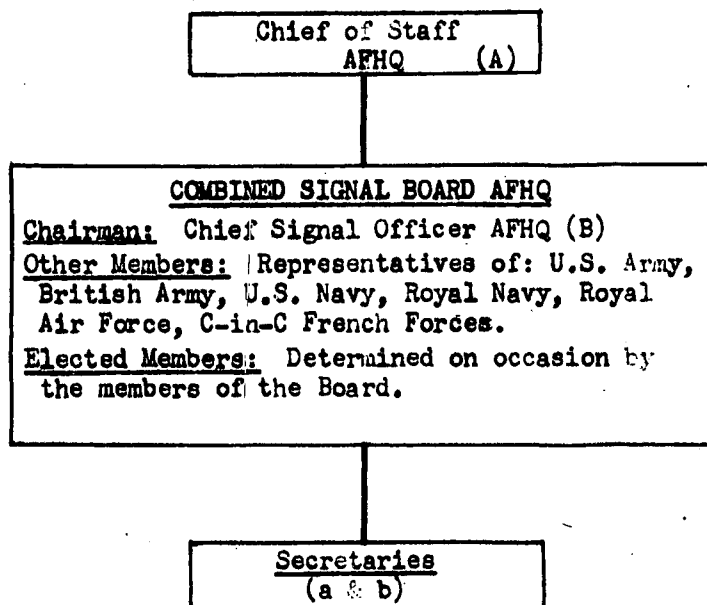 Chief of Staff
AFHQ (A)
COMBINED SIGNAL BOARD AFHQ
Chairman: Chief Signal Officer AFHQ (B)
Other Members: Representatives of: U.S. Army,
British Army, U.S. Navy, Royal Navy, Royal
Air Force, C-in-C French Forces.
Elected Members: Determined on occasion by
the members of the Board.
Secretaries
(a & b)